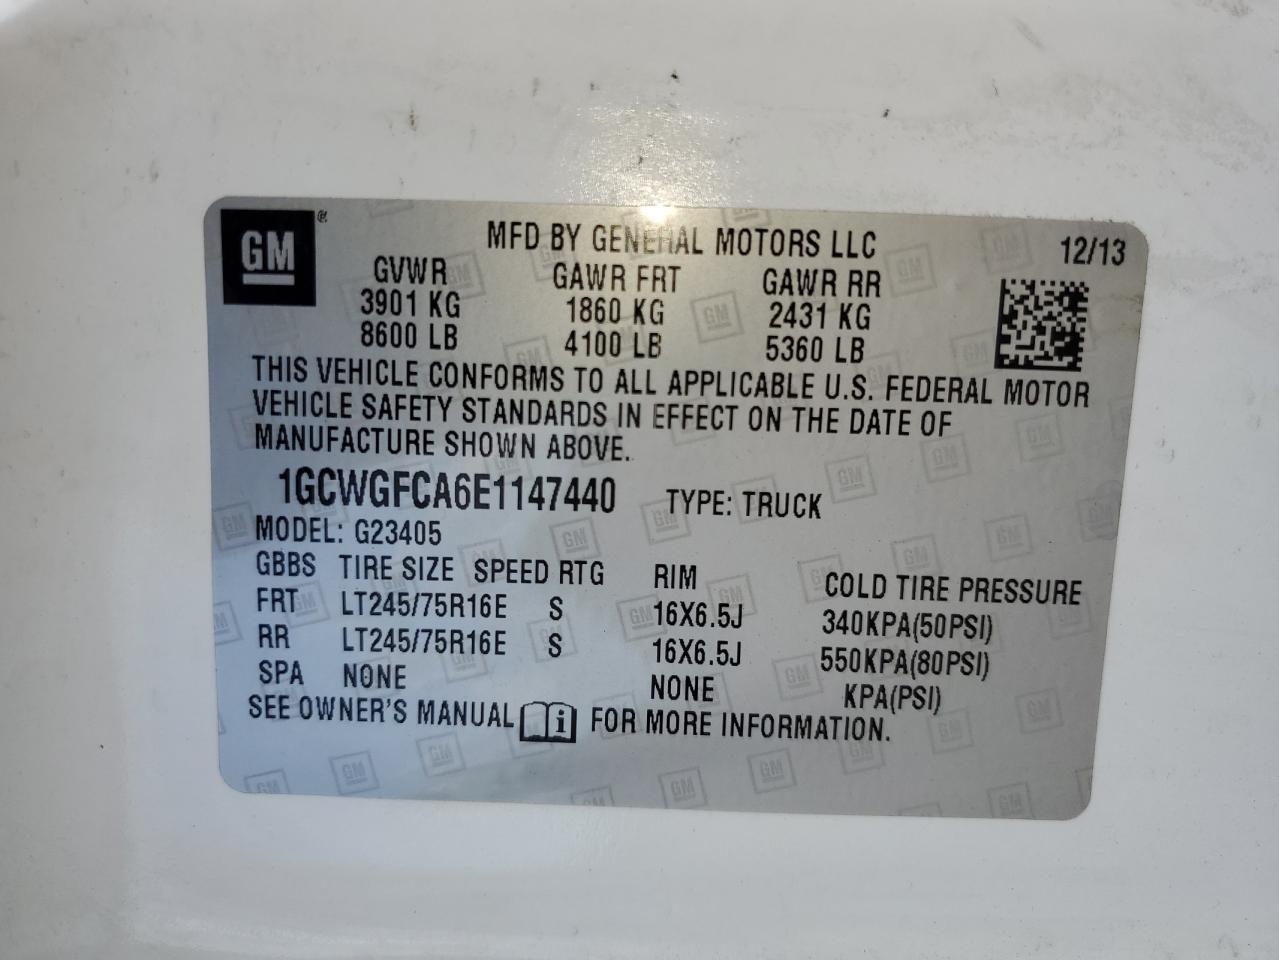 GM ®
MFD BY GENERAL MOTORS LLC 12/13
GVWR GAWR FRT GAWR RR
3901 KG 1860 KG 2431 KG
8600 LB 4100 LB 5360 LB
THIS VEHICLE CONFORMS TO ALL APPLICABLE U.S. FEDERAL MOTOR
VEHICLE SAFETY STANDARDS IN EFFECT ON THE DATE OF
MANUFACTURE SHOWN ABOVE.
1GCWGFCA6E1147440 TYPE: TRUCK
MODEL: G23405
GBBS TIRE SIZE SPEED RTG RIM COLD TIRE PRESSURE
FRT LT245/75R16E S 16X6.5J 340KPA(50PSI)
RR LT245/75R16E S 16X6.5J 550KPA(80PSI)
SPA NONE NONE KPA(PSI)
SEE OWNER'S MANUAL i FOR MORE INFORMATION.